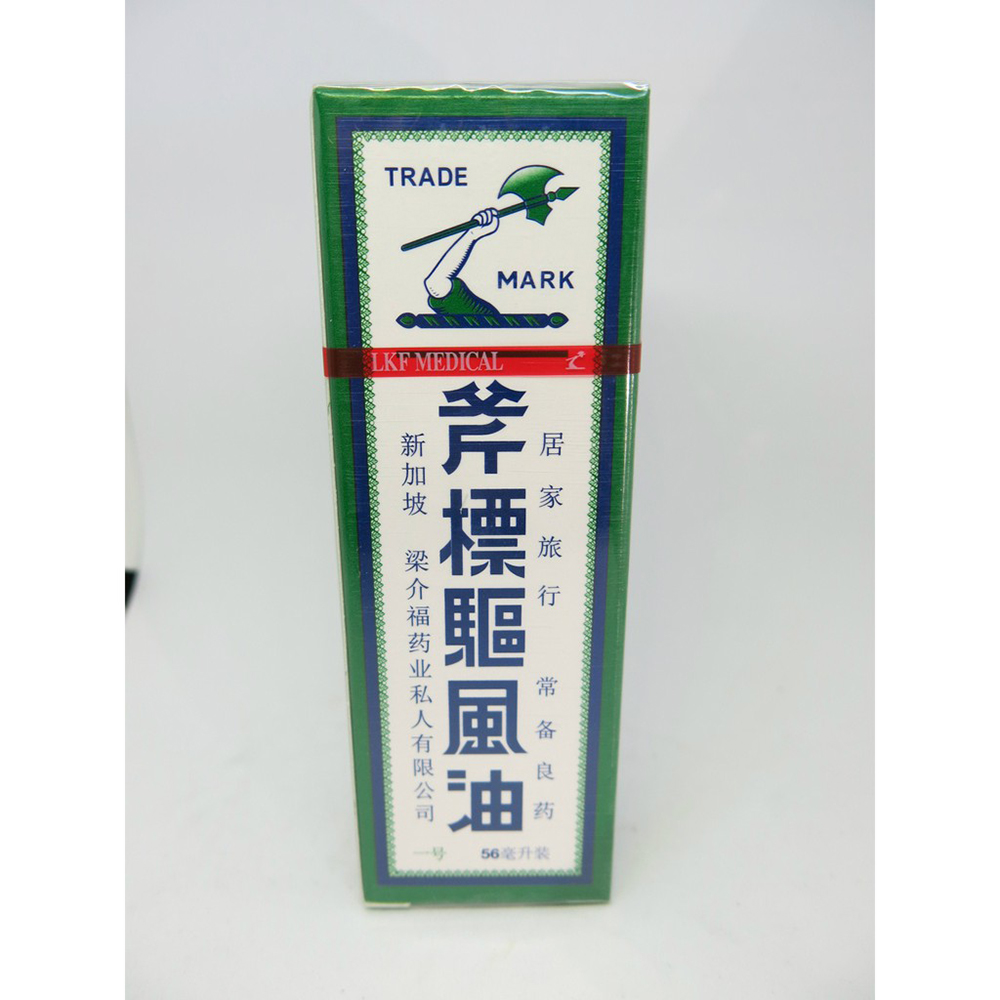 TRADE
MARK
LKF MEDICAL
居家旅行 常备良药
斧標驅風油
新加坡 梁介福药业私人有限公司
一号 56毫升装